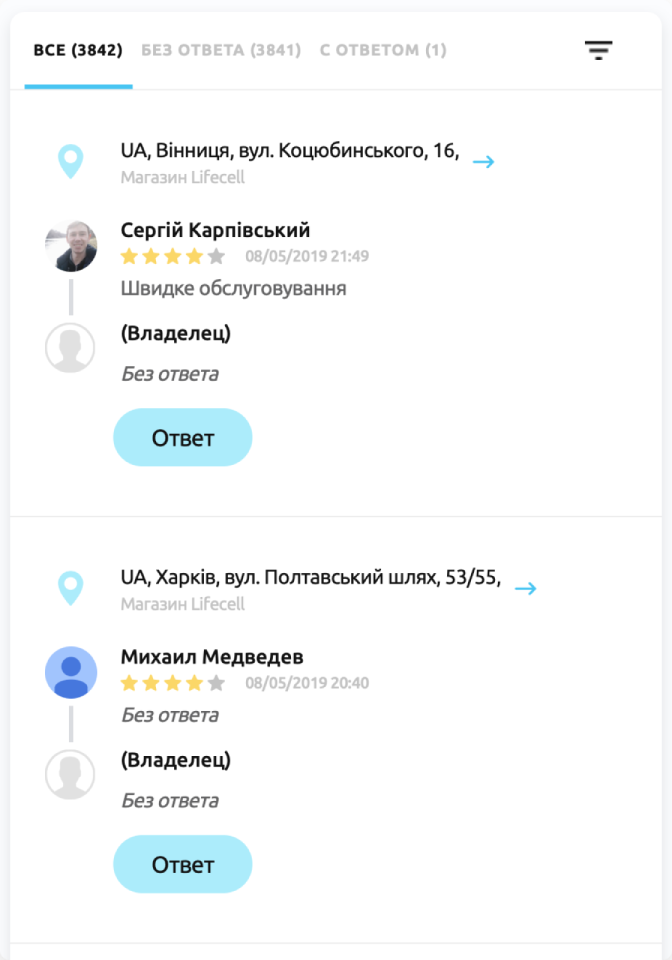 ВСЕ (3842) БЕЗ ОТВЕТА (3841) С ОТВЕТОМ (1)
UA, Вінниця, вул. Коцюбинського, 16,
Магазин Lifecell
Сергій Карпівський
08/05/2019 21:49
Швидке обслуговування
(Владелец)
Без ответа
Ответ
UA, Харків, вул. Полтавський шлях, 53/55,
Магазин Lifecell
Михаил Медведев
08/05/2019 20:40
Без ответа
(Владелец)
Без ответа
Ответ